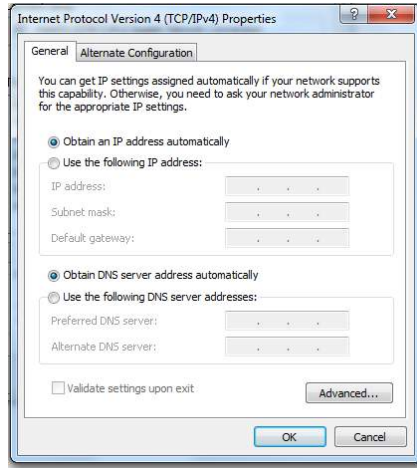 Internet Protocol Version 4 (TCP/IPv4) Properties
General
Alternate Configuration
You can get IP settings assigned automatically if your network supports
this capability. Otherwise, you need to ask your network administrator
for the appropriate IP settings.
Obtain an IP address automatically
Use the following IP address:
IP address:
Subnet mask:
Default gateway:
Obtain DNS server address automatically
Use the following DNS server addresses:
Preferred DNS server:
Alternate DNS server:
Validate settings upon exit
Advanced...
OK
Cancel